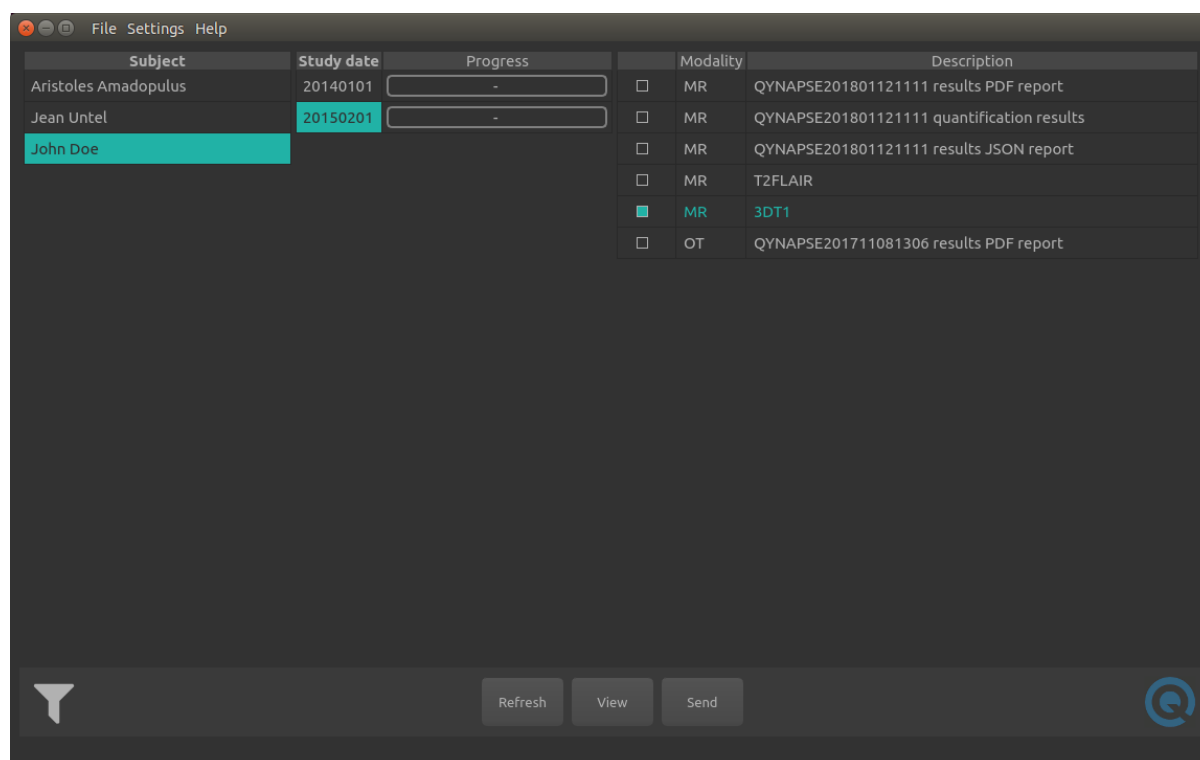 File Settings Help
Subject Study date Progress Modality Description
Aristoles Amadopulus 20140101 - MR QYNAPSE201801121111 results PDF report
Jean Untel 20150201 - MR QYNAPSE201801121111 quantification results
John Doe MR QYNAPSE201801121111 results JSON report
MR T2FLAIR
MR 3DT1
OT QYNAPSE201711081306 results PDF report
Refresh View Send